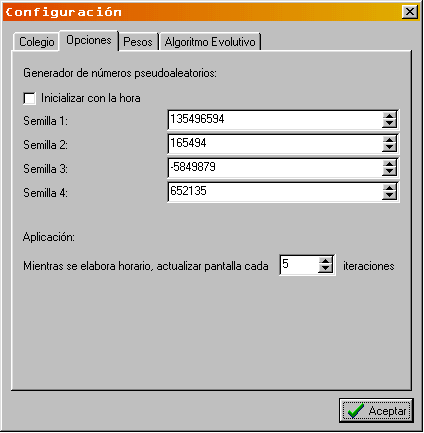 Configuración
Colegio Opciones Pesos Algoritmo Evolutivo
Generador de números pseudoaleatorios:
Inicializar con la hora
Semilla 1: 135496594
Semilla 2: 165494
Semilla 3: -5849879
Semilla 4: 652135
Aplicación:
Mientras se elabora horario, actualizar pantalla cada 5 iteraciones
Aceptar